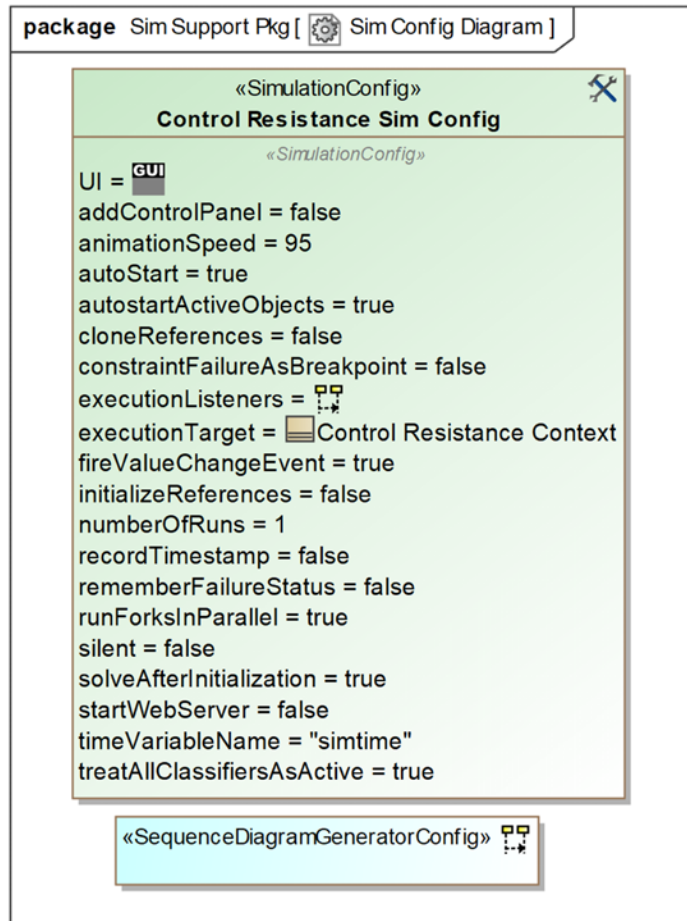 package Sim Support Pkg [ Sim Config Diagram ]
«SimulationConfig»
Control Resistance Sim Config
«SimulationConfig»
UI = GUI
addControlPanel = false
animationSpeed = 95
autoStart = true
autostartActiveObjects = true
cloneReferences = false
constraintFailureAsBreakpoint = false
executionListeners =
executionTarget = Control Resistance Context
fireValueChangeEvent = true
initializeReferences = false
numberOfRuns = 1
recordTimestamp = false
rememberFailureStatus = false
runForksInParallel = true
silent = false
solveAfterInitialization = true
startWebServer = false
timeVariableName = "simtime"
treatAllClassifiersAsActive = true
«SequenceDiagramGeneratorConfig»